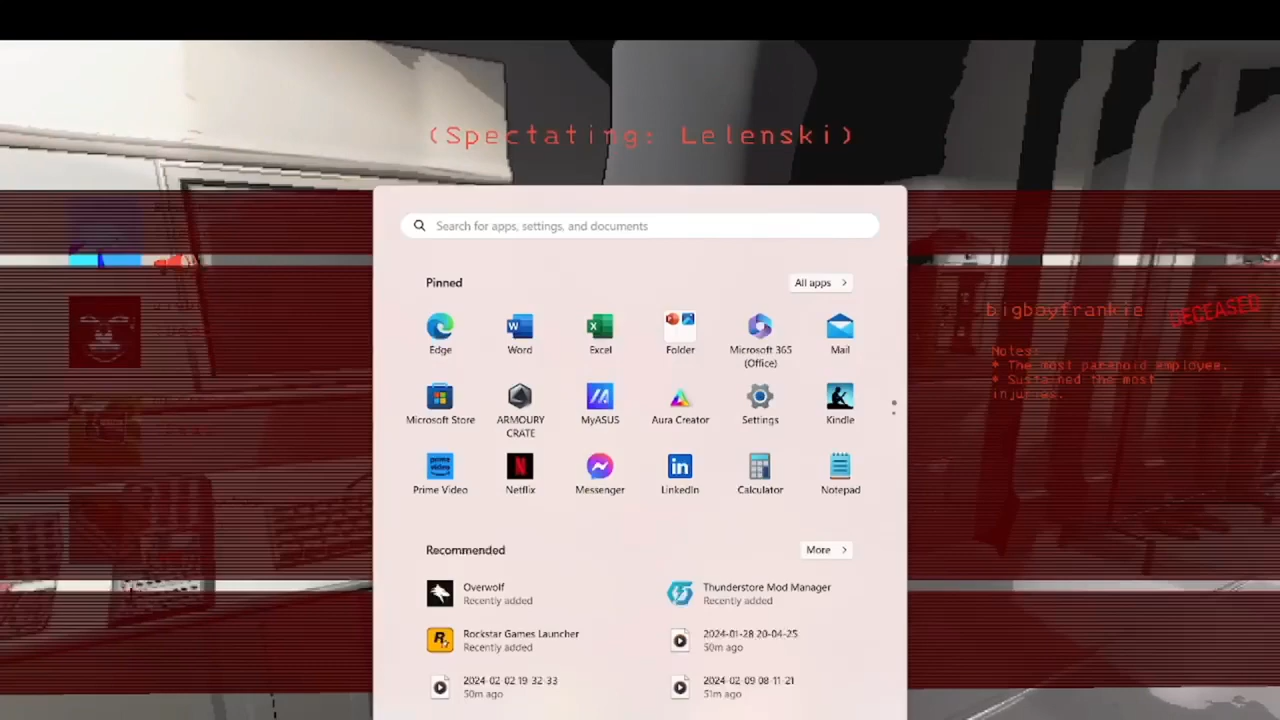 (Spectating: Lelenski)
Search for apps, settings, and documents
Pinned
All apps
Edge
Word
Excel
Folder
Microsoft 365
(Office)
Mail
Microsoft Store
ARMOURY
CRATE
MyASUS
Aura Creator
Settings
Kindle
prime
video
Prime Video
Netflix
Messenger
LinkedIn
Calculator
Notepad
bigboyfrankie
DECEASED
Notes:
* The most paranoid employee.
* Sustained the most
injuries.
Recommended
More
Overwolf
Recently added
Thunderstore Mod Manager
Recently added
Rockstar Games Launcher
Recently added
2024-01-28 20-04-25
50m ago
2024-02-02 19-32-33
50m ago
2024-02-09 08-11-21
51m ago